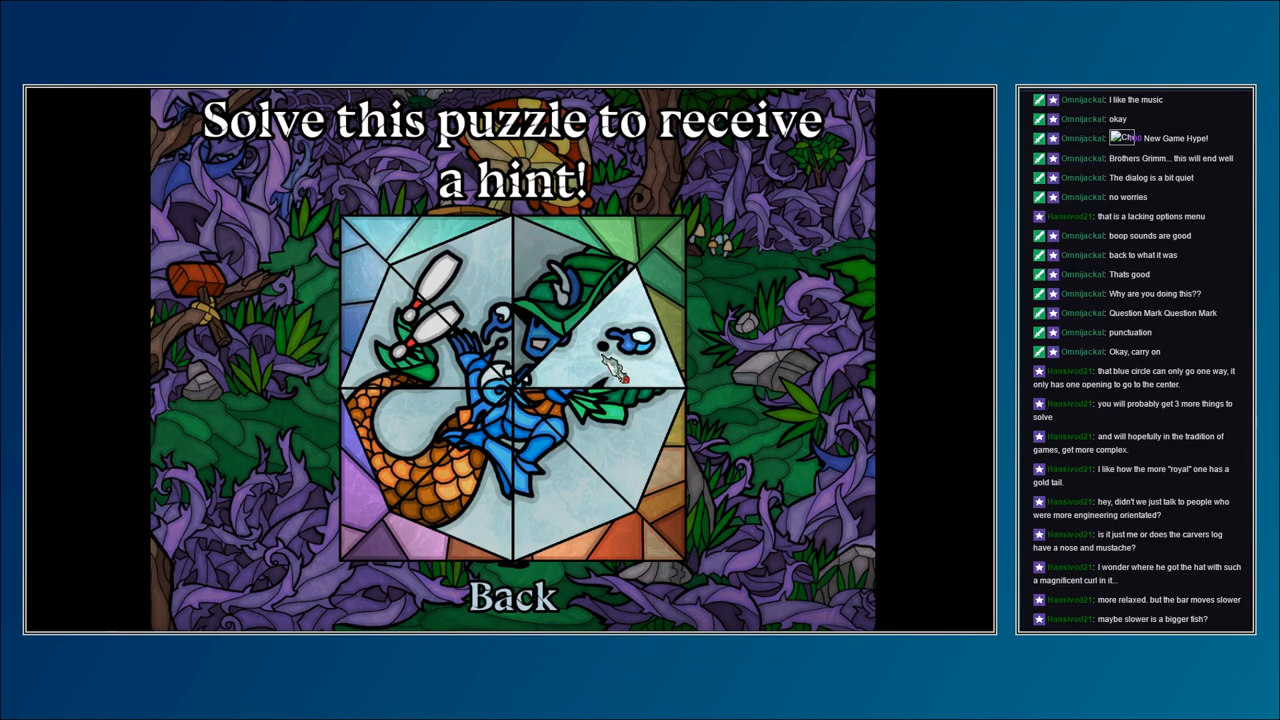 Solve this puzzle to receive
a hint!
Back
Omnijackal: I like the music
Omnijackal: okay
Omnijackal: New Game Hype!
Omnijackal: Brothers Grimm... this will end well
Omnijackal: The dialog is a bit quiet
Omnijackal: no worries
Hansivod21: that is a lacking options menu
Omnijackal: boop sounds are good
Omnijackal: back to what it was
Omnijackal: Thats good
Omnijackal: Why are you doing this??
Omnijackal: Question Mark Question Mark
Omnijackal: punctuation
Omnijackal: Okay, carry on
Hansivod21: that blue circle can only go one way, it
only has one opening to go to the center.
Hansivod21: you will probably get 3 more things to
solve
Hansivod21: and will hopefully in the tradition of
games, get more complex.
Hansivod21: I like how the more "royal" one has a
gold tail.
Hansivod21: hey, didn't we just talk to people who
were more engineering orientated?
Hansivod21: is it just me or does the carvers log
have a nose and mustache?
Hansivod21: I wonder where he got the hat with such
a magnificent curl in it...
Hansivod21: more relaxed. but the bar moves slower
Hansivod21: maybe slower is a bigger fish?